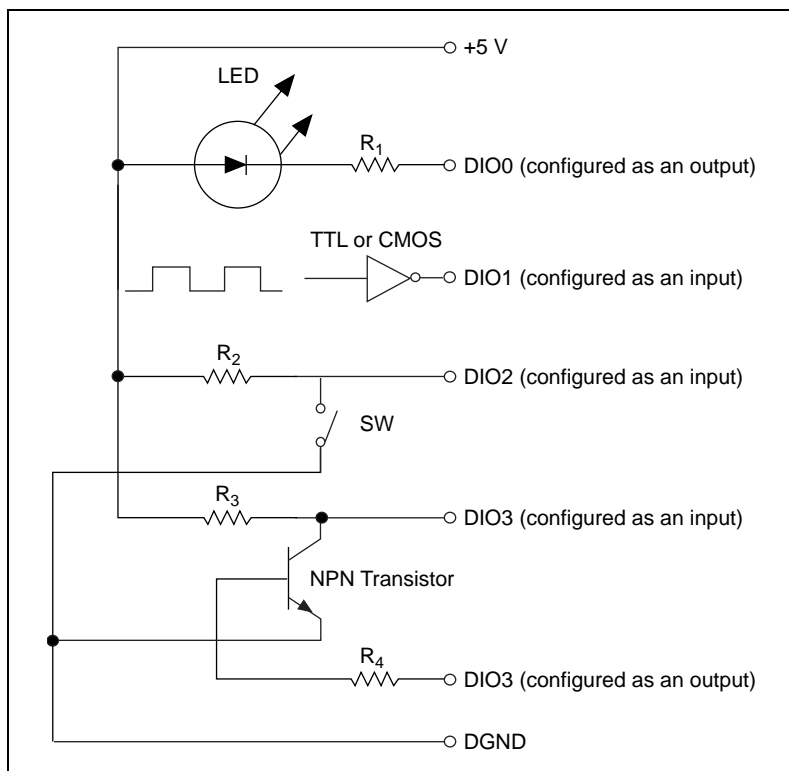 +5 V
LED
R1
DIO0 (configured as an output)
TTL or CMOS
DIO1 (configured as an input)
R2
DIO2 (configured as an input)
SW
R3
DIO3 (configured as an input)
NPN Transistor
R4
DIO3 (configured as an output)
DGND